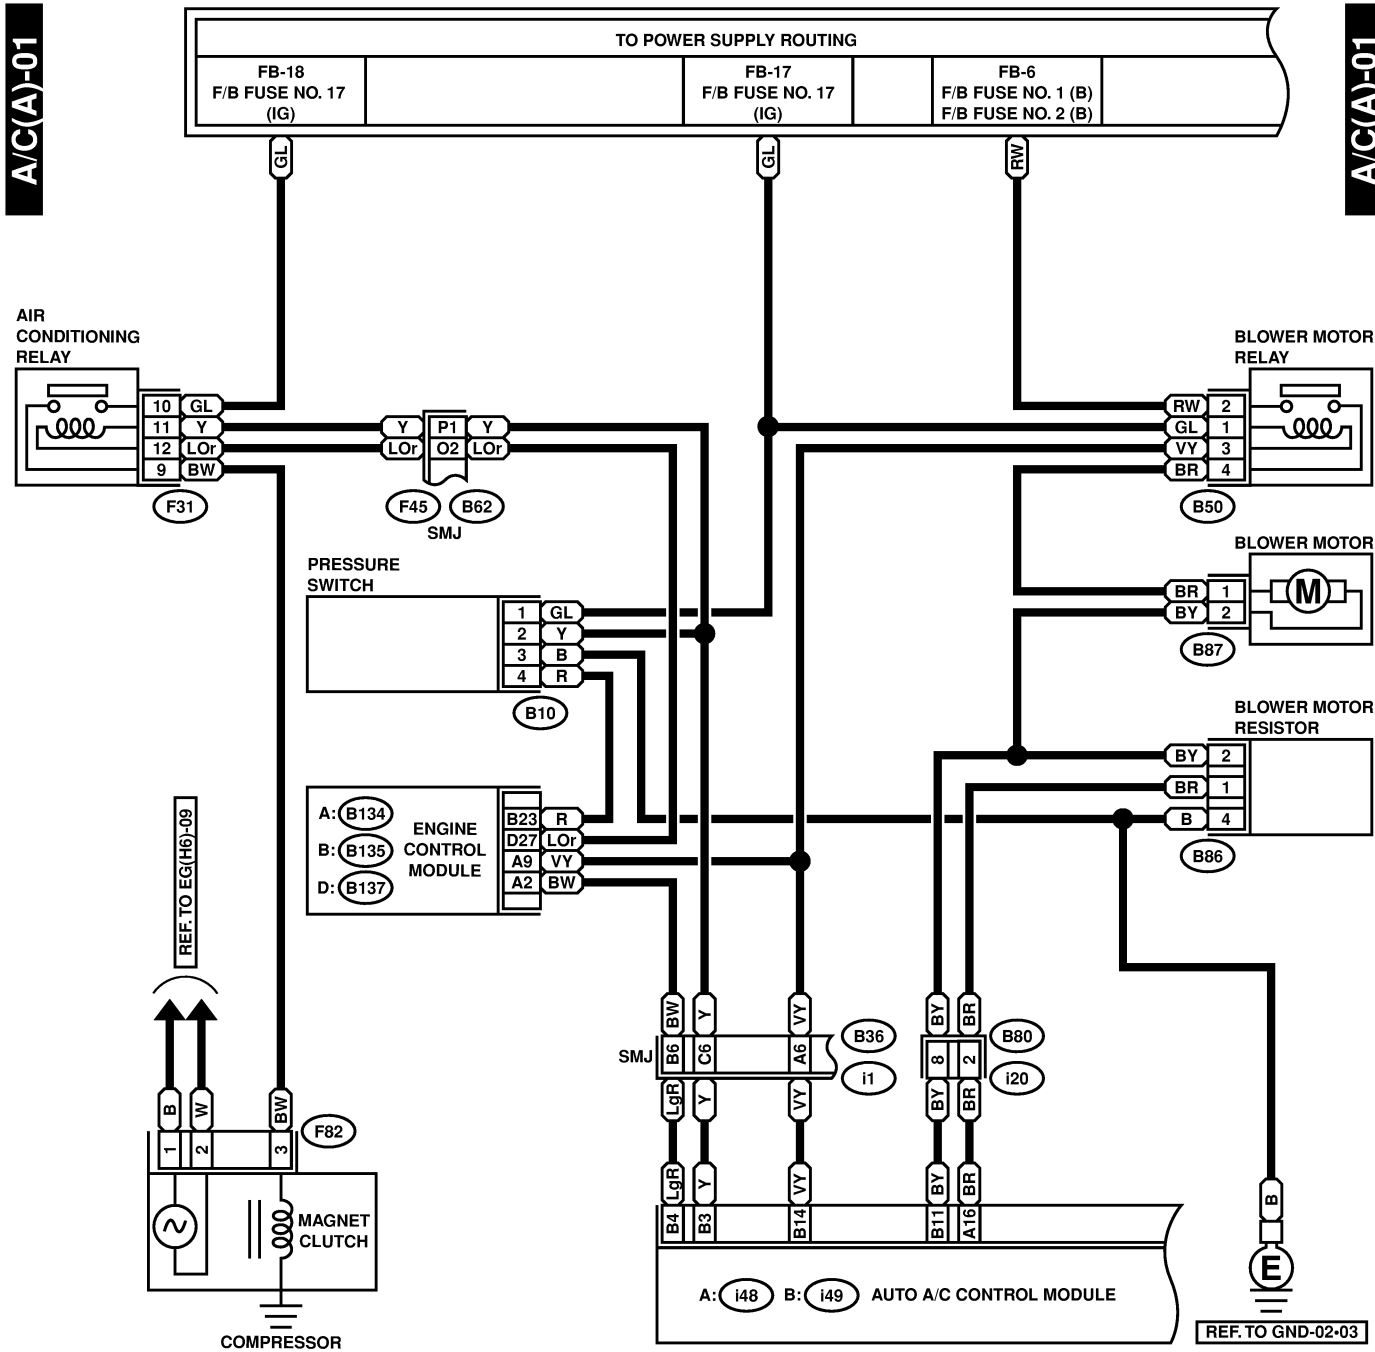 A/C(A)-01
A/C(A)-01
TO POWER SUPPLY ROUTING
FB-18
F/B FUSE NO. 17
(IG)
FB-17
F/B FUSE NO. 17
(IG)
FB-6
F/B FUSE NO. 1 (B)
F/B FUSE NO. 2 (B)
GL
GL
RW
AIR
CONDITIONING
RELAY
10 GL
11 Y
12 LOr
9 BW
F31
Y P1 Y
LOr O2 LOr
F45 B62
SMJ
BLOWER MOTOR
RELAY
RW 2
GL 1
VY 3
BR 4
B50
PRESSURE
SWITCH
1 GL
2 Y
3 B
4 R
B10
BLOWER MOTOR
BR 1
BY 2
M
B87
BLOWER MOTOR
RESISTOR
BY 2
BR 1
B 4
B86
A: B134
B: B135
D: B137
ENGINE
CONTROL
MODULE
B23 R
D27 LOr
A9 VY
A2 BW
REF. TO EG(H6)-09
B W BW
1 2 3
F82
MAGNET
CLUTCH
COMPRESSOR
BW Y VY BY BR
SMJ B6 C6 A6
B36
i1
8 2
B80
i20
LgR Y VY BY BR
LgR Y VY BY BR
B4 B3 B14 B11 A16
A: i48 B: i49 AUTO A/C CONTROL MODULE
B
E
REF. TO GND-02•03